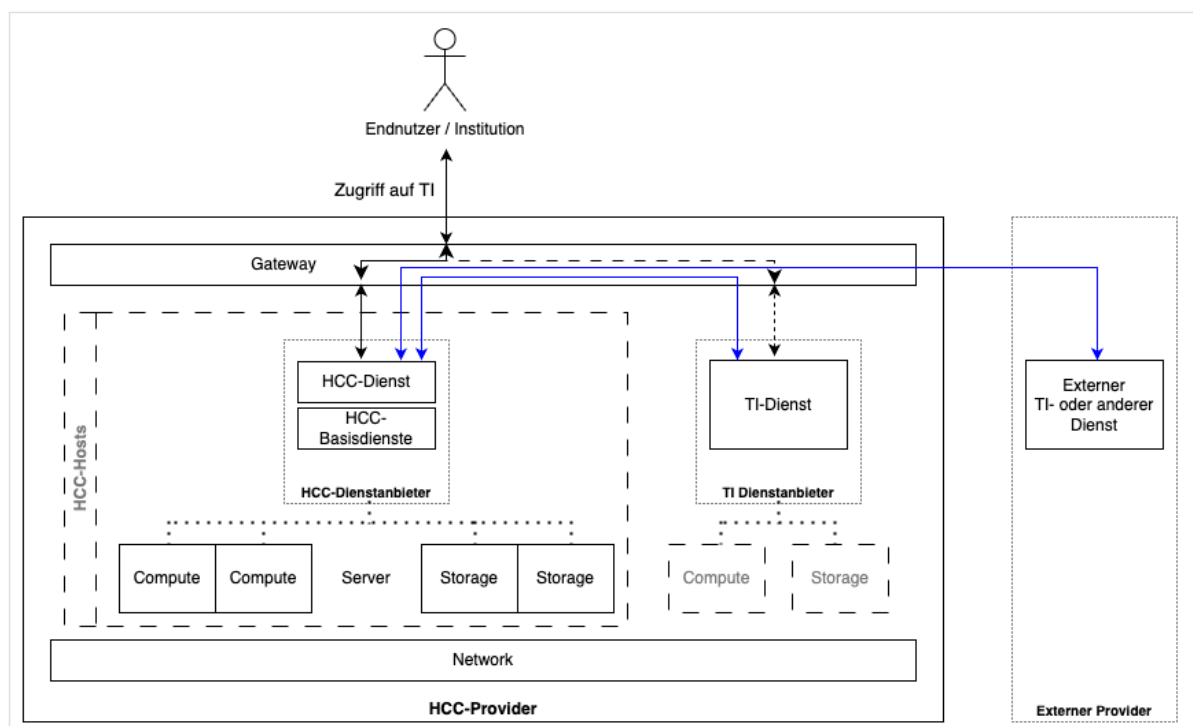 Endnutzer / Institution
Zugriff auf TI
Gateway
HCC-Hosts
HCC-Dienst
HCC-
Basisdienste
HCC-Dienstanbieter
TI-Dienst
TI Dienstanbieter
Externer
TI- oder anderer
Dienst
Compute
Compute
Server
Storage
Storage
Compute
Storage
Network
HCC-Provider
Externer Provider